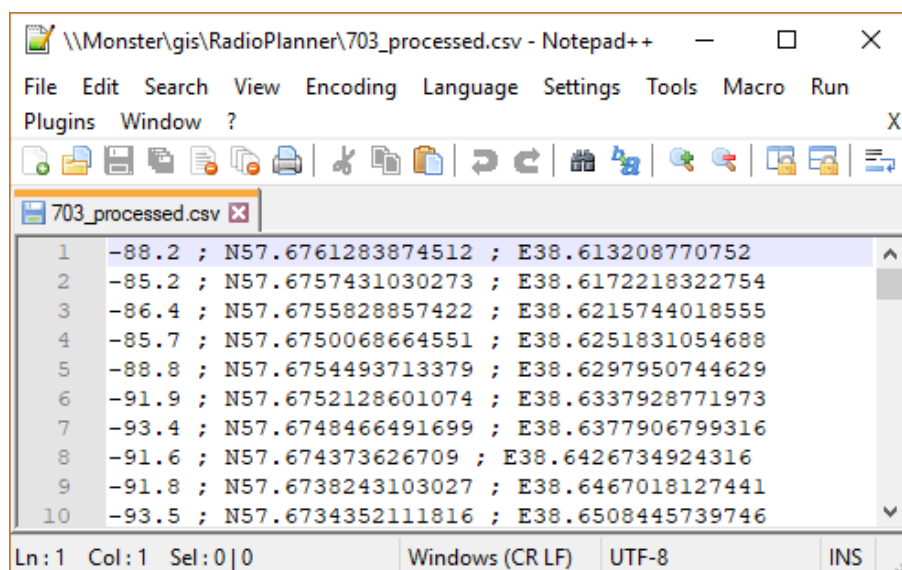 \\Monster\gis\RadioPlanner\703_processed.csv - Notepad++
File Edit Search View Encoding Language Settings Tools Macro Run
Plugins Window ? X
703_processed.csv
1 -88.2 ; N57.6761283874512 ; E38.613208770752
2 -85.2 ; N57.6757431030273 ; E38.6172218322754
3 -86.4 ; N57.6755828857422 ; E38.6215744018555
4 -85.7 ; N57.6750068664551 ; E38.6251831054688
5 -88.8 ; N57.6754493713379 ; E38.6297950744629
6 -91.9 ; N57.6752128601074 ; E38.6337928771973
7 -93.4 ; N57.6748466491699 ; E38.6377906799316
8 -91.6 ; N57.674373626709 ; E38.6426734924316
9 -91.8 ; N57.6738243103027 ; E38.6467018127441
10 -93.5 ; N57.6734352111816 ; E38.6508445739746
Ln : 1 Col : 1 Sel : 0 | 0 Windows (CR LF) UTF-8 INS